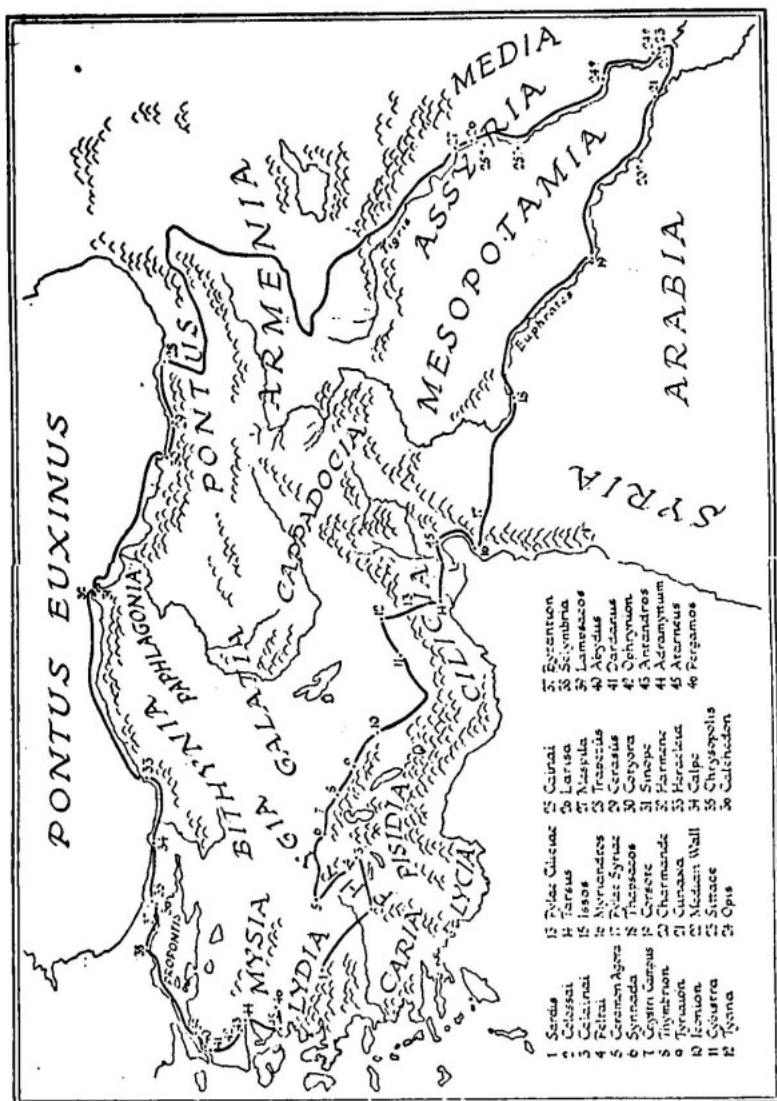 PONTUS EUXINUS
MEDIA
ARMENIA
ASSYRIA
Tigris
PONTUS
MESOPOTAMIA
Euphrates
ARABIA
SYRIA
CAPPADOCIA
PAPHLAGONIA
GALATIA
BITHYNIA
GIA
CILICIA
PISIDIA
LYCIA
PROPONTIS
MYSIA
LYDIA
CARIA
1 Sardis
2 Colossai
3 Celainai
4 Peltai
5 Ceramon Agora
6 Synnada
7 Caystri Campus
8 Thymbrion
9 Tyriaion
10 Iconion
11 Cybistra
12 Tyana
13 Pylae Ciliciae
14 Tarsus
15 Issos
16 Myriandros
17 Pylae Syriae
18 Thapsacos
19 Corsote
20 Charmande
21 Cunaxa
22 Median Wall
23 Sittace
24 Opis
25 Cainai
26 Larisa
27 Maspila
28 Trapezus
29 Cerasus
30 Cotyora
31 Sinope
32 Harmene
33 Heracleia
34 Calpe
35 Chrysopolis
36 Calchedon
37 Byzantion
38 Selymbria
39 Lampsacos
40 Abydus
41 Dardanus
42 Ophrynion
43 Antandros
44 Adramyttium
45 Atarneus
46 Pergamos